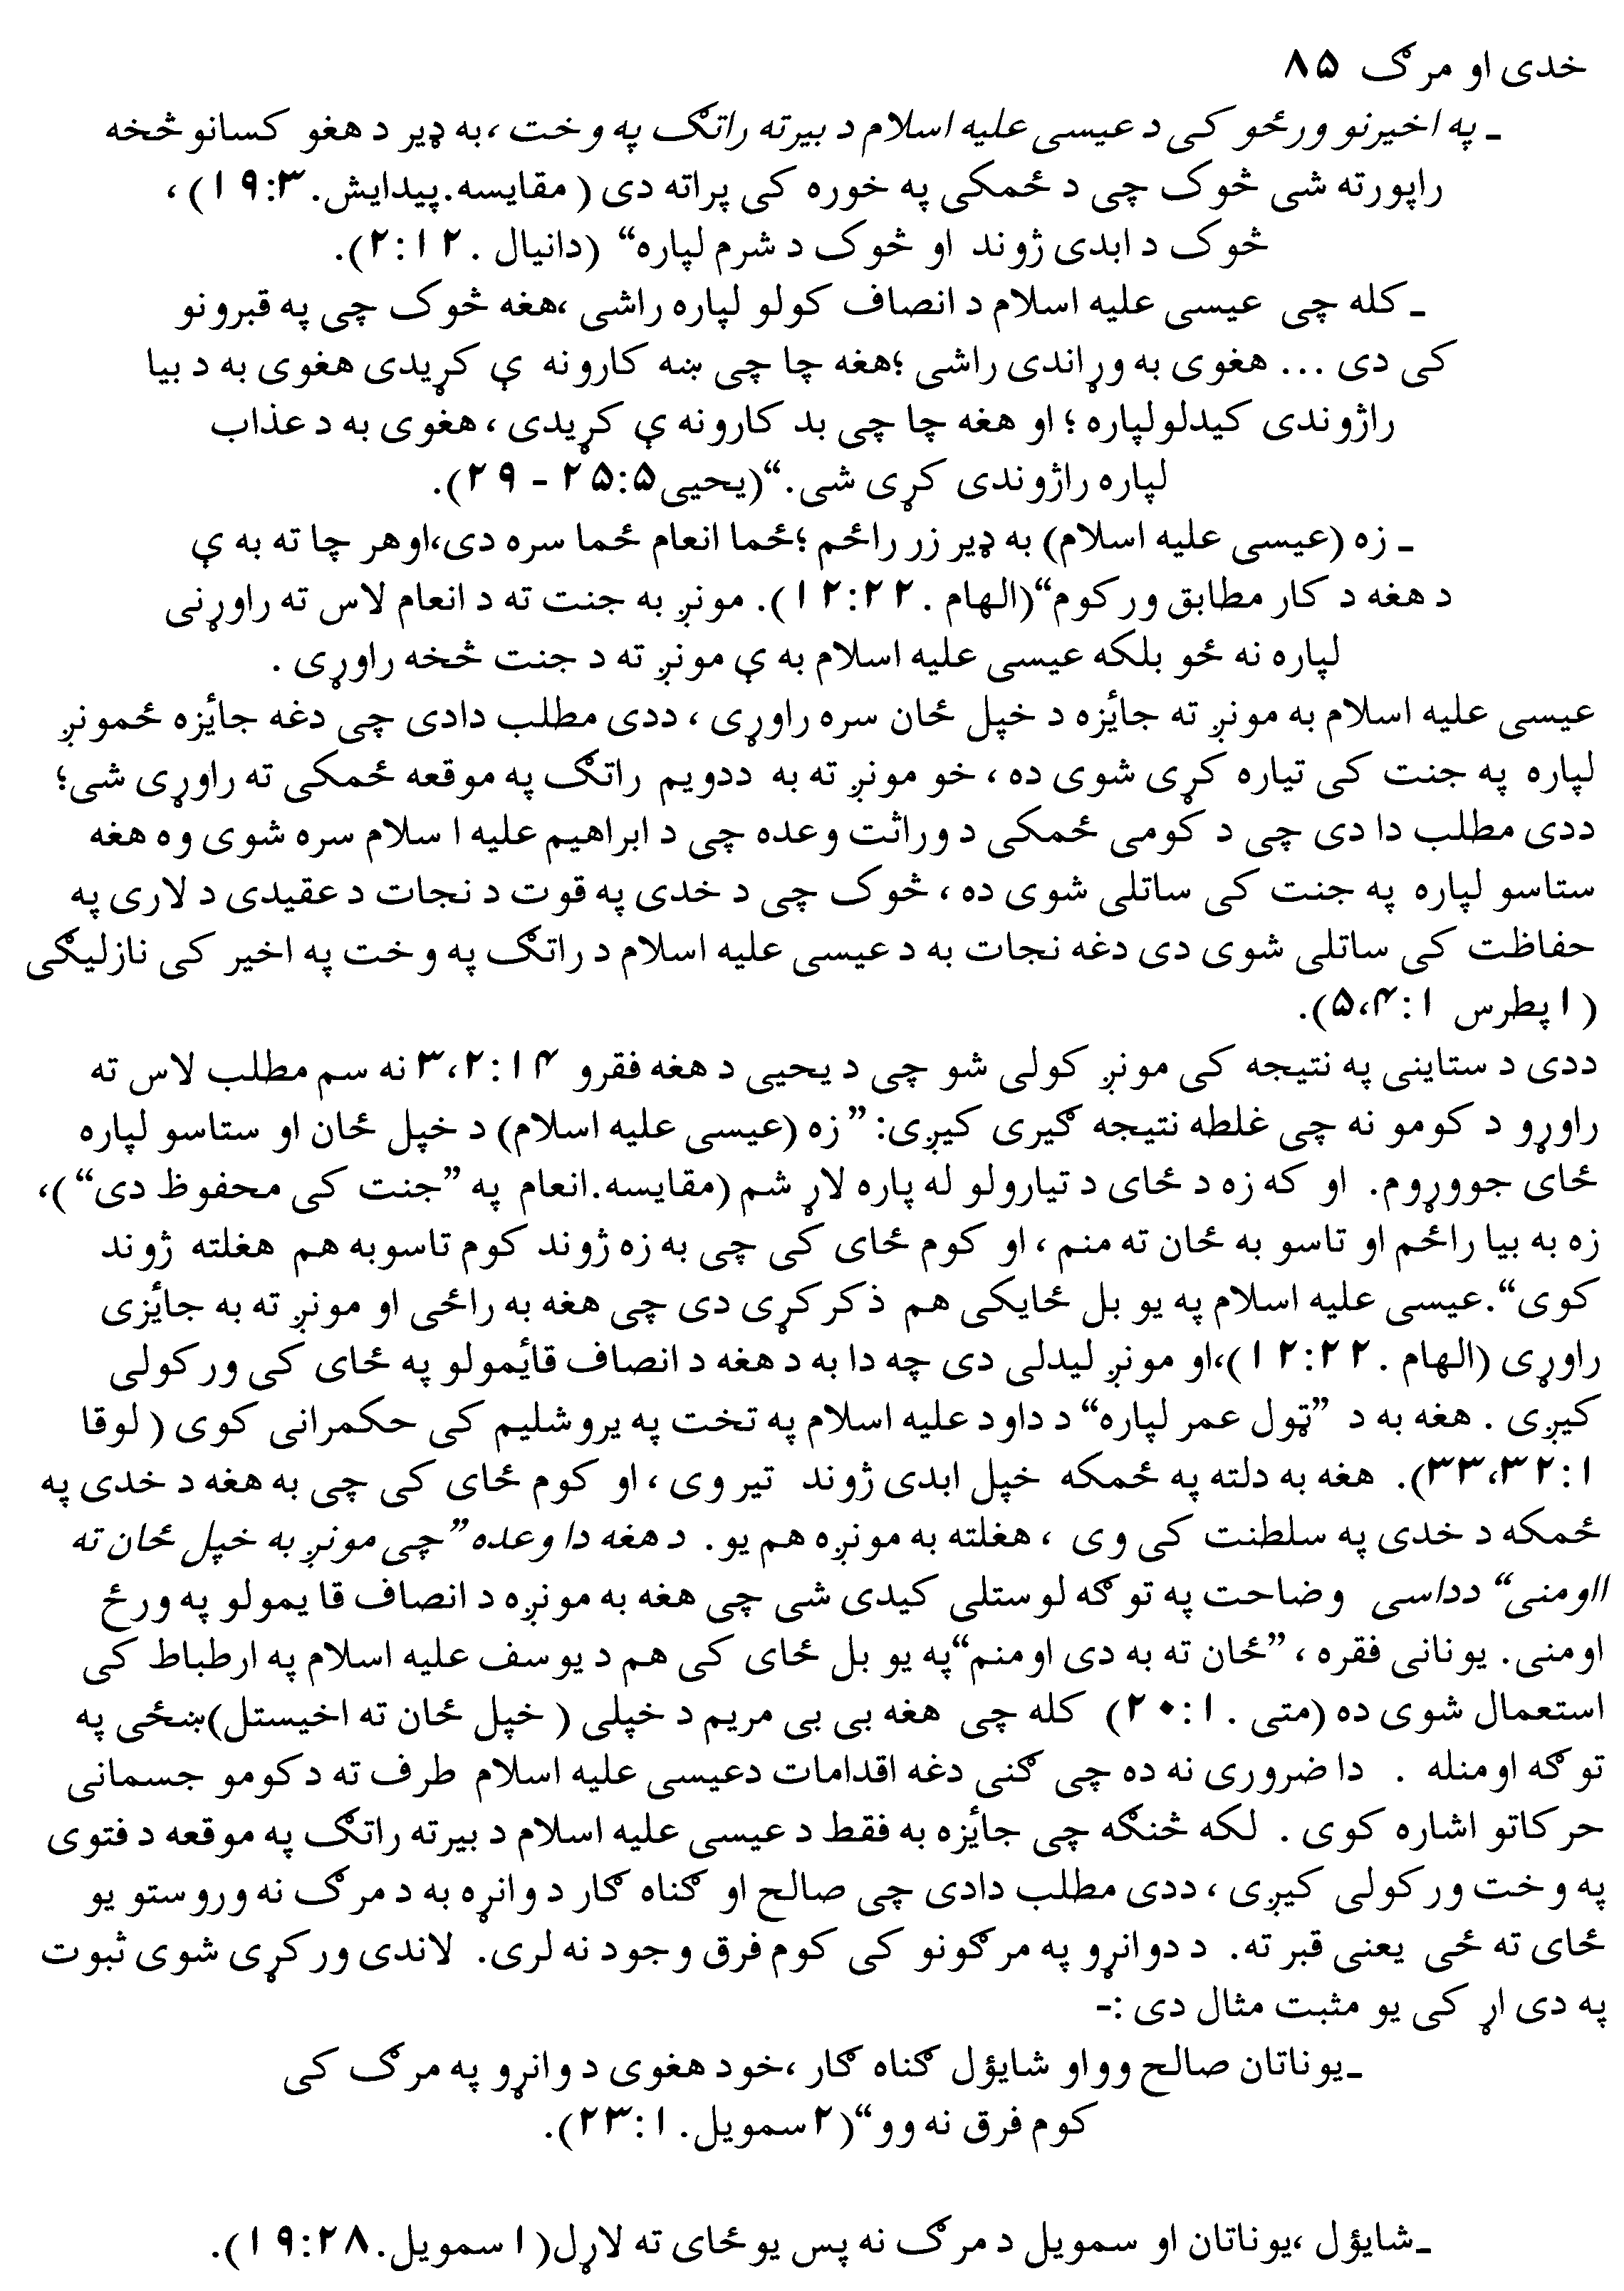 خدی او مرګ ۸۵
ـ په اخیرنو ورځو کی د عیسی علیه اسلام د بیرته راتګ په وخت ،به ډیر د هغو کسانو څخه
راپورته شی څوک چی د ځمکی په خوره کی پراته دی ( مقایسه.پیدایش. ۱۹:۳)،
څوک د ابدی ژوند او څوک د شرم لپاره“ (دانیال . ۲:۱۲).
ـ کله چی عیسی علیه اسلام د انصاف کولو لپاره راشی ،هغه څوک چی په قبرونو
کی دی ... هغوی به وړاندی راشی ؛هغه چا چی ښه کارونه ې کړیدی هغوی به د بیا
راژوندی کیدلولپاره ؛ او هغه چا چی بد کارونه ې کړیدی ، هغوی به د عذاب
لپاره راژوندی کړی شی.“(یحیی۲۵:۵ - ۲۹).
ـ زه (عیسی علیه اسلام) به ډیر زر راځم ؛ځما انعام ځما سره دی،اوهر چا ته به ې
د هغه د کار مطابق ورکوم“(الهام . ۱۲:۲۲). مونږ به جنت ته د انعام لاس ته راوړنی
لپاره نه ځو بلکه عیسی علیه اسلام به ې مونږ ته د جنت څخه راوړی .
عیسی علیه اسلام به مونږ ته جائزه د خپل ځان سره راوړی ، ددی مطلب دادی چی دغه جائزه ځمونږ
لپاره په جنت کی تیاره کړی شوی ده ، خو مونږ ته به ددویم راتګ په موقعه ځمکی ته راوړی شی؛
ددی مطلب دا دی چی د کومی ځمکی د وراثت وعده چی د ابراهیم علیه ا سلام سره شوی وه هغه
ستاسو لپاره په جنت کی ساتلی شوی ده ، څوک چی د خدی په قوت د نجات د عقیدی د لاری په
حفاظت کی ساتلی شوی دی دغه نجات به د عیسی علیه اسلام د راتګ په وخت په اخیر کی نازلیګی
( ۱ پطرس ۱:۵،۴).
ددی د ستاینی په نتیجه کی مونږ کولی شو چی د یحیی د هغه فقرو ۳،۲:۱۴ نه سم مطلب لاس ته
راوړو د کومو نه چی غلطه نتیجه ګیری کیږی: ”زه (عیسی علیه اسلام) د خپل ځان او ستاسو لپاره
ځای جووړوم. او که زه د ځای د تیارولو له پاره لاړ شم (مقایسه.انعام په ”جنت کی محفوظ دی“)،
زه به بیا راځم او تاسو به ځان ته منم ، او کوم ځای کی چی به زه ژوند کوم تاسوبه هم هغلته ژوند
کوی“.عیسی علیه اسلام په یو بل ځایکی هم ذکرکړی دی چی هغه به راځی او مونږ ته به جائزی
راوړی (الهام . ۱۲:۲۲)،او مونږ لیدلی دی چه دا به د هغه د انصاف قائمولو په ځای کی ورکولی
کیږی . هغه به د ”ټول عمر لپاره“ د داود علیه اسلام په تخت په یروشلیم کی حکمرانی کوی ( لوقا
۱:۳۳،۳۲). هغه به دلته په ځمکه خپل ابدی ژوند تیروی ، او کوم ځای کی چی به هغه د خدی په
ځمکه د خدی په سلطنت کی وی ، هغلته به مونږه هم یو. د هغه دا وعده ”چی مونږ به خپل ځان ته
ااومنی“ دداسی وضاحت په توګه لوستلی کیدی شی چی هغه به مونږه د انصاف قایمولو په ورځ
اومنی. یونانی فقره ، ”ځان ته به دی اومنم“په یو بل ځای کی هم د یوسف علیه اسلام په ارطباط کی
استعمال شوی ده (متی . ۲۰:۱) کله چی هغه بی بی مریم د خپلی ( خپل ځان ته اخیستل)ښځی په
توګه اومنله . دا ضروری نه ده چی ګنی دغه اقدامات دعیسی علیه اسلام طرف ته د کومو جسمانی
حرکاتو اشاره کوی . لکه څنګه چی جائزه به فقط د عیسی علیه اسلام د بیرته راتګ په موقعه د فتوی
په وخت ورکولی کیږی ، ددی مطلب دادی چی صالح او ګناه ګار دوانړه به د مرګ نه وروستو یو
ځای ته ځی یعنی قبر ته. د دوانړو په مرګونو کی کوم فرق وجود نه لری. لاندی ورکړی شوی ثبوت
په دی اړ کی یو مثبت مثال دی :-
ـیوناتان صالح وو او شایؤل ګناه ګار ،خود هغوی د وانړو په مرګ کی
کوم فرق نه وو“(۲ سمویل. ۲۳:۱).
ـشایؤل ،یوناتان او سمویل د مرګ نه پس یو ځای ته لاړل( ۱ سمویل.۱۹:۲۸).